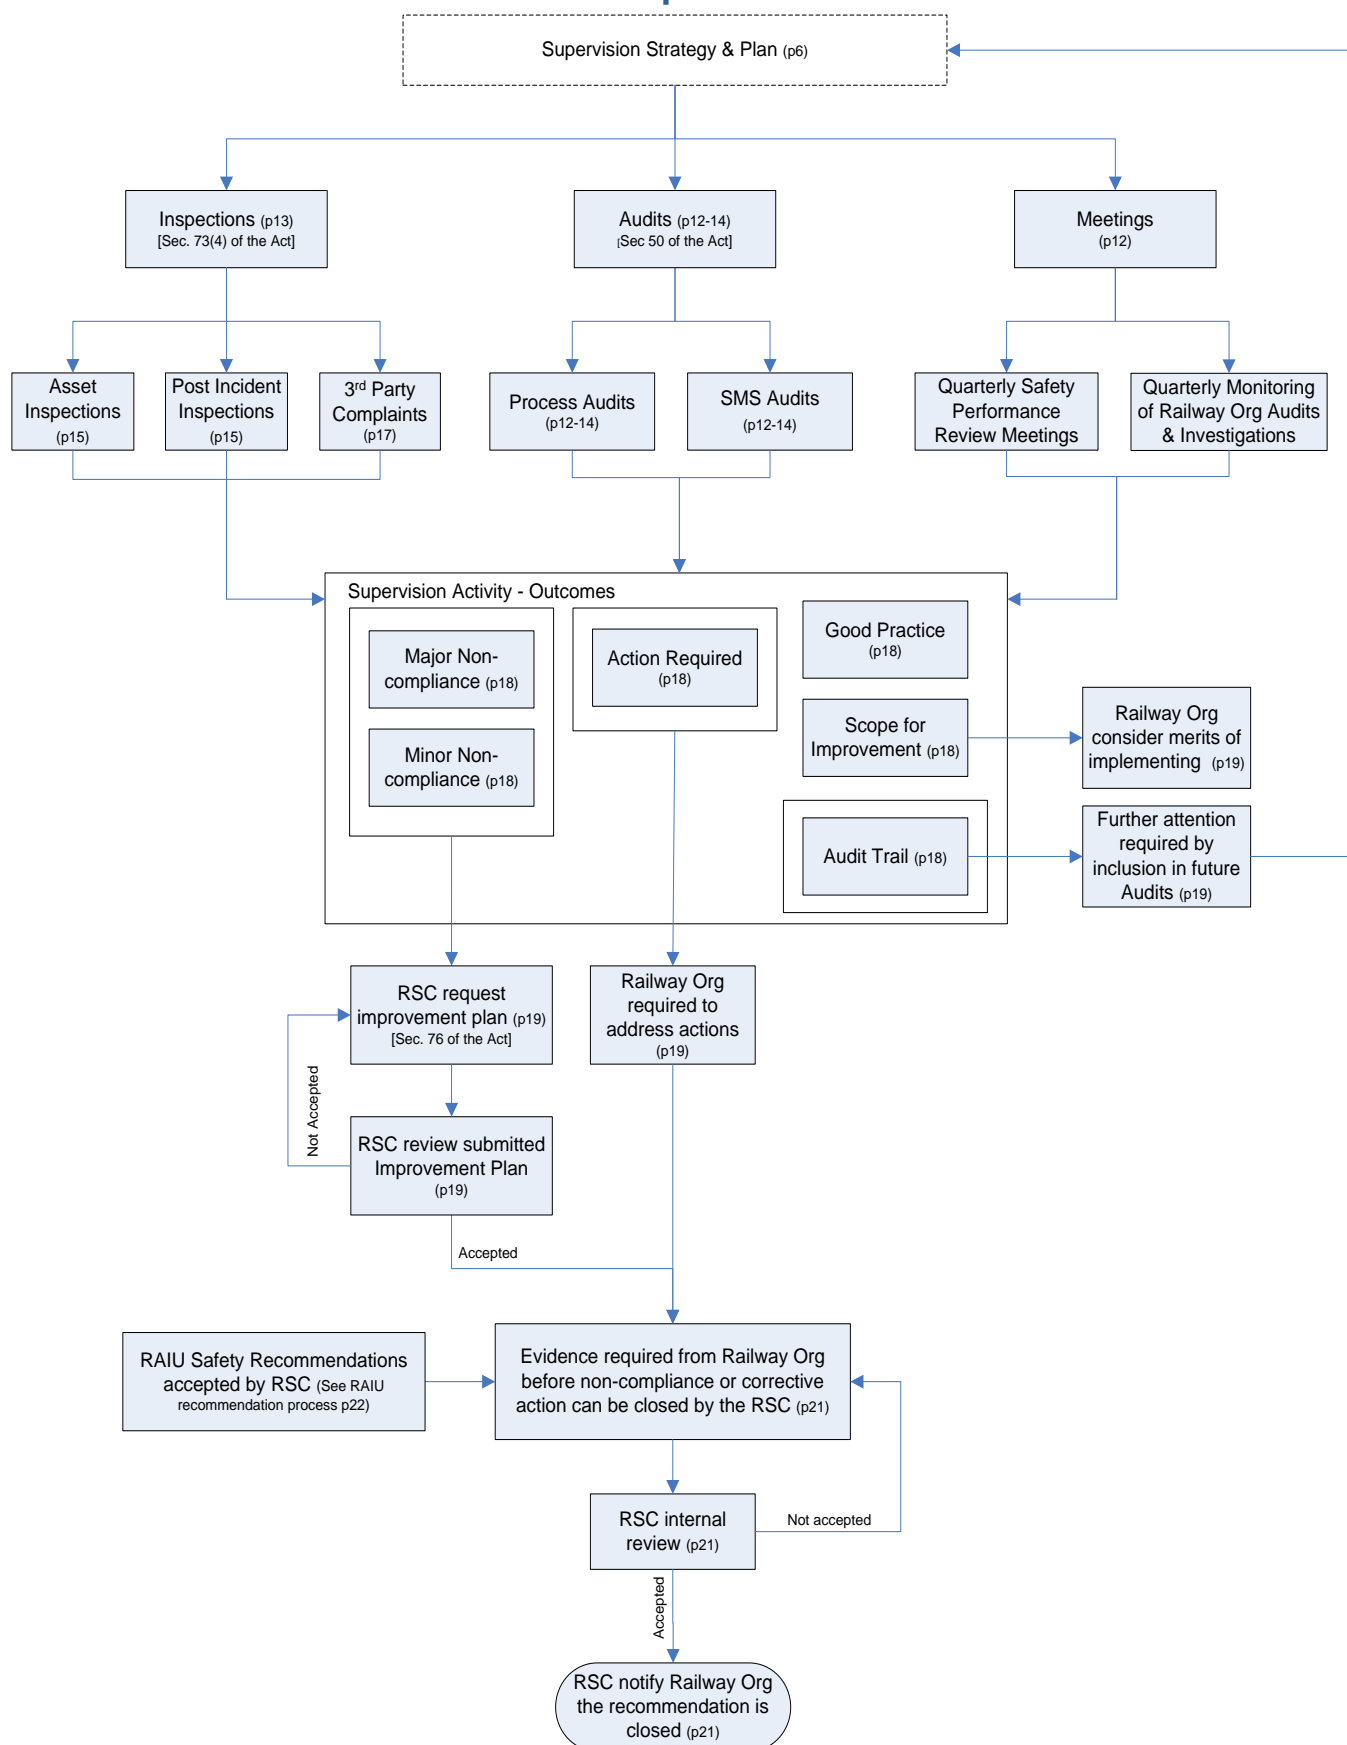 Supervision Strategy & Plan (p6)
Inspections (p13)
[Sec. 73(4) of the Act]
Audits (p12-14)
[Sec 50 of the Act]
Meetings
(p12)
Asset
Inspections
(p15)
Post Incident
Inspections
(p15)
3rd Party
Complaints
(p17)
Process Audits
(p12-14)
SMS Audits
(p12-14)
Quarterly Safety
Performance
Review Meetings
Quarterly Monitoring
of Railway Org Audits
& Investigations
Supervision Activity - Outcomes
Major Non-
compliance (p18)
Minor Non-
compliance (p18)
Action Required
(p18)
Good Practice
(p18)
Scope for
Improvement (p18)
Audit Trail (p18)
Railway Org
consider merits of
implementing (p19)
Further attention
required by
inclusion in future
Audits (p19)
RSC request
improvement plan (p19)
[Sec. 76 of the Act]
Railway Org
required to
address actions
(p19)
Not Accepted
RSC review submitted
Improvement Plan
(p19)
Accepted
RAIU Safety Recommendations
accepted by RSC (See RAIU
recommendation process p22)
Evidence required from Railway Org
before non-compliance or corrective
action can be closed by the RSC (p21)
RSC internal
review (p21)
Not accepted
Accepted
RSC notify Railway Org
the recommendation is
closed (p21)